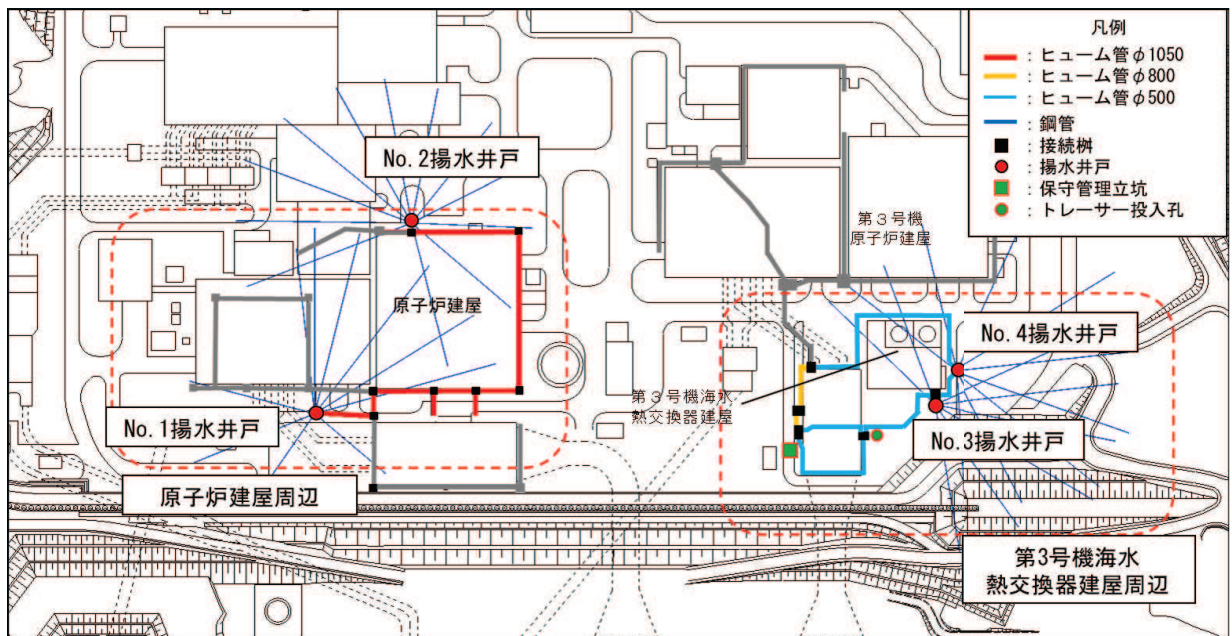 凡例
：ヒューム管φ1050
：ヒューム管φ800
：ヒューム管φ500
：鋼管
：接続桝
：揚水井戸
：保守管理立坑
：トレーサー投入孔
No.2揚水井戸
第３号機
原子炉建屋
原子炉建屋
No.4揚水井戸
第３号機海水
熱交換器建屋
No.1揚水井戸
No.3揚水井戸
原子炉建屋周辺
第3号機海水
熱交換器建屋周辺